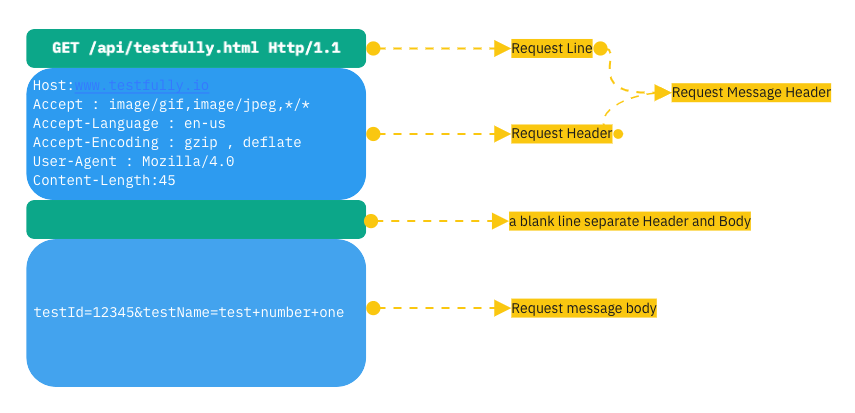 GET /api/testfully.html Http/1.1
Request Line
Host:www.testfully.io
Accept : image/gif,image/jpeg,*/*
Accept-Language : en-us
Accept-Encoding : gzip , deflate
User-Agent : Mozilla/4.0
Content-Length:45
Request Header
Request Message Header
a blank line separate Header and Body
testId=12345&testName=test+number+one
Request message body